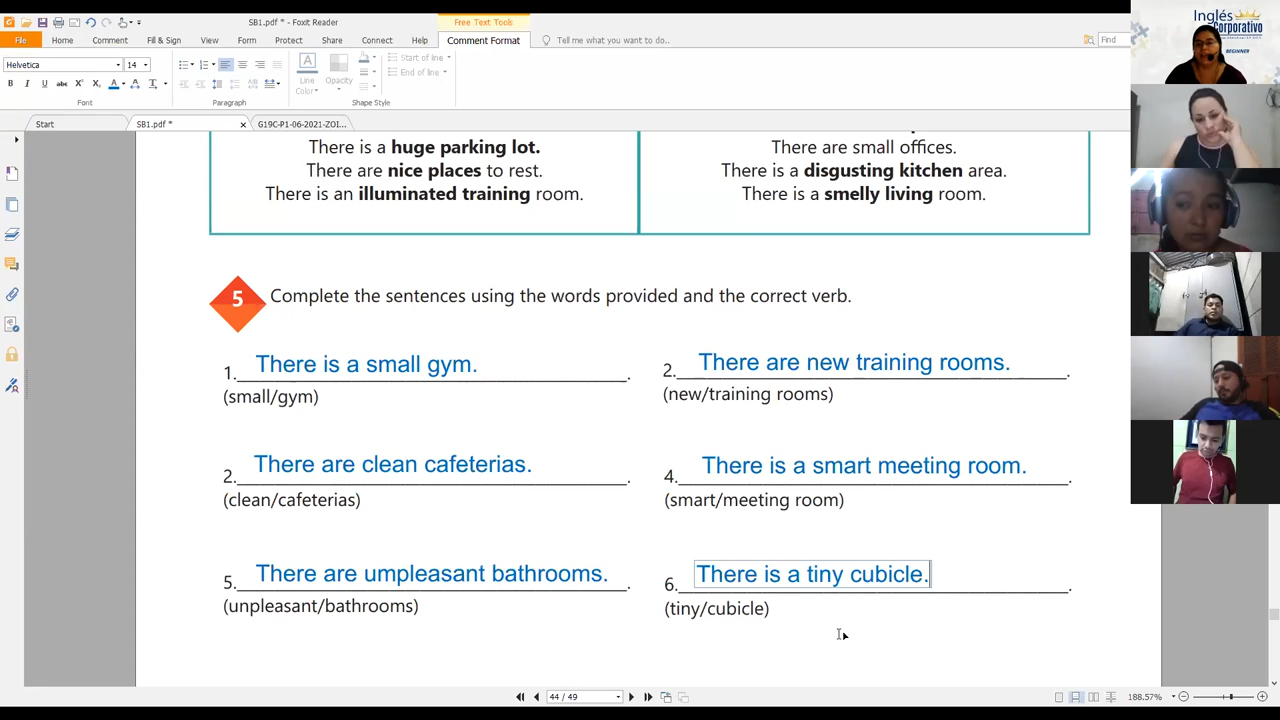 SB1.pdf * - Foxit Reader
Free Text Tools
File
Home
Comment
Fill & Sign
View
Form
Protect
Share
Connect
Help
Comment Format
Tell me what you want to do..
Find
Helvetica
14
Line
Color
Opacity
Start of line
End of line
Font
Paragraph
Shape Style
Start
SB1.pdf *
G19C-P1-06-2021-ZOI...
Inglés
Corporativo
BEGINNER
There is a huge parking lot.
There are nice places to rest.
There is an illuminated training room.
There are small offices.
There is a disgusting kitchen area.
There is a smelly living room.
5 Complete the sentences using the words provided and the correct verb.
1. There is a small gym. .
(small/gym)
2. There are new training rooms. .
(new/training rooms)
2. There are clean cafeterias. .
(clean/cafeterias)
4. There is a smart meeting room. .
(smart/meeting room)
5. There are umpleasant bathrooms. .
(unpleasant/bathrooms)
6. There is a tiny cubicle. .
(tiny/cubicle)
44 / 49
188.57%